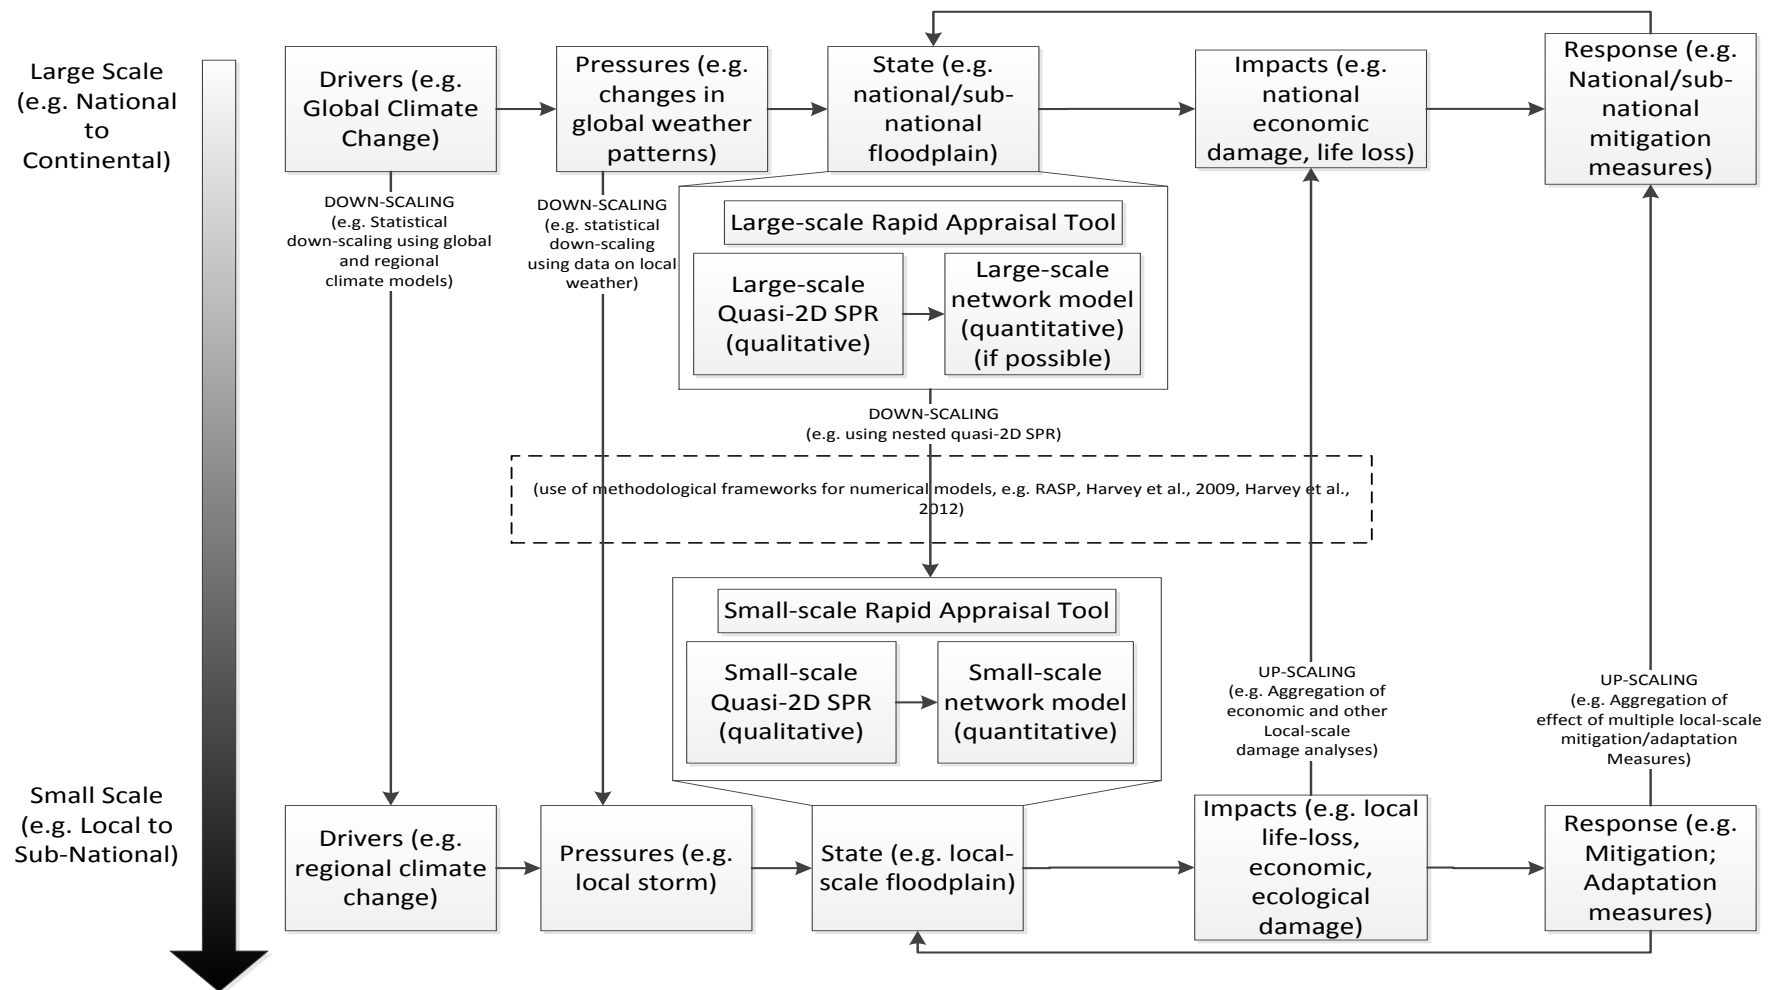 Large Scale
(e.g. National
to
Continental)
Drivers (e.g.
Global Climate
Change)
Pressures (e.g.
changes in
global weather
patterns)
State (e.g.
national/sub-
national
floodplain)
Impacts (e.g.
national
economic
damage, life loss)
Response (e.g.
National/sub-
national
mitigation
measures)
DOWN-SCALING
(e.g. Statistical
down-scaling using global
and regional
climate models)
DOWN-SCALING
(e.g. statistical
down-scaling
using data on local
weather)
Large-scale Rapid Appraisal Tool
Large-scale
Quasi-2D SPR
(qualitative)
Large-scale
network model
(quantitative)
(if possible)
DOWN-SCALING
(e.g. using nested quasi-2D SPR)
(use of methodological frameworks for numerical models, e.g. RASP, Harvey et al., 2009, Harvey et al.,
2012)
Small-scale Rapid Appraisal Tool
Small-scale
Quasi-2D SPR
(qualitative)
Small-scale
network model
(quantitative)
UP-SCALING
(e.g. Aggregation of
economic and other
Local-scale
damage analyses)
UP-SCALING
(e.g. Aggregation of
effect of multiple local-scale
mitigation/adaptation
Measures)
Small Scale
(e.g. Local to
Sub-National)
Drivers (e.g.
regional climate
change)
Pressures (e.g.
local storm)
State (e.g. local-
scale floodplain)
Impacts (e.g. local
life-loss,
economic,
ecological
damage)
Response (e.g.
Mitigation;
Adaptation
measures)